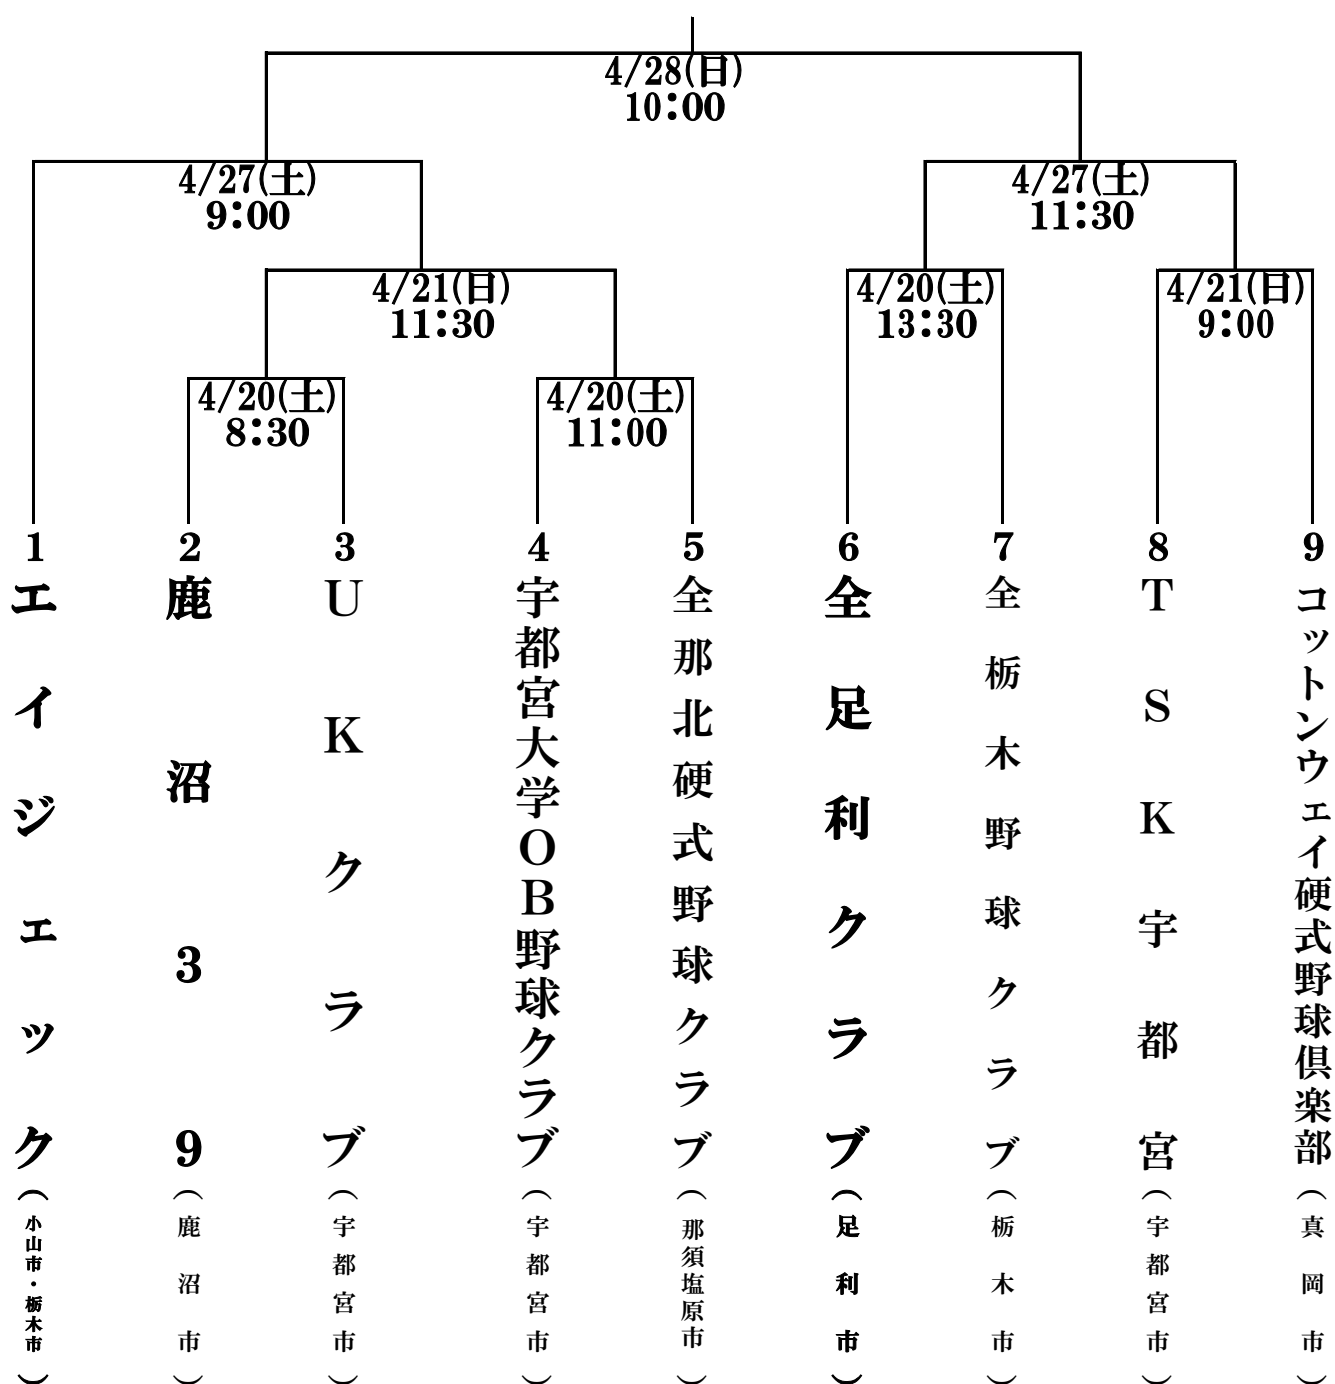 4/28(日)
10:00
4/27(土)
9:00
4/27(土)
11:30
4/21(日)
11:30
4/20(土)
13:30
4/21(日)
9:00
4/20(土)
8:30
4/20(土)
11:00
1
エイジェック(小山市・栃木市)
2
鹿沼39(鹿沼市)
3
UKクラブ(宇都宮市)
4
宇都宮大学OB野球クラブ(宇都宮市)
5
全那北硬式野球クラブ(那須塩原市)
6
全足利クラブ(足利市)
7
全栃木野球クラブ(栃木市)
8
TSK宇都宮(宇都宮市)
9
コットンウェイ硬式野球倶楽部(真岡市)